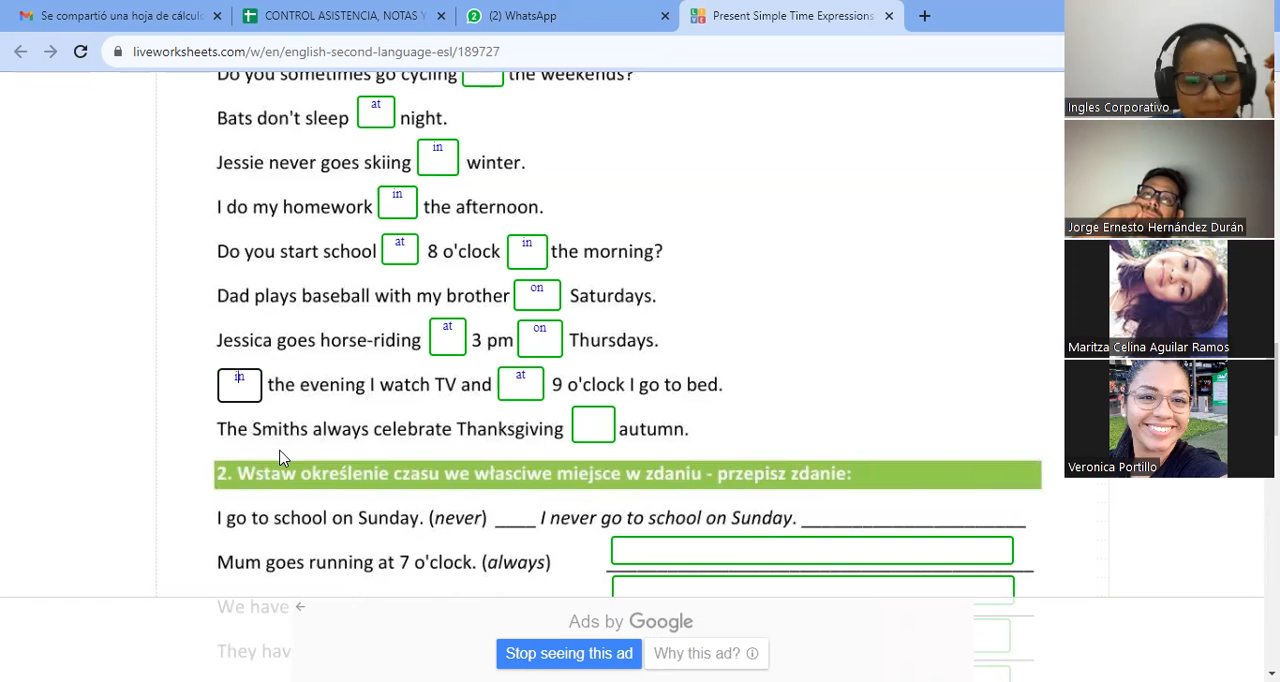 Se compartió una hoja de cálcul × CONTROL ASISTENCIA, NOTAS Y × (2) WhatsApp × Present Simple Time Expressions × +
liveworksheets.com/w/en/english-second-language-esl/189727
Do you sometimes go cycling the weekends?
Bats don't sleep at night.
Jessie never goes skiing in winter.
I do my homework in the afternoon.
Do you start school at 8 o'clock in the morning?
Dad plays baseball with my brother on Saturdays.
Jessica goes horse-riding at 3 pm on Thursdays.
in the evening I watch TV and at 9 o'clock I go to bed.
The Smiths always celebrate Thanksgiving autumn.
2. Wstaw określenie czasu we własciwe miejsce w zdaniu - przepisz zdanie:
I go to school on Sunday. (never) ____ I never go to school on Sunday. ______________________
Mum goes running at 7 o'clock. (always)
We have
They hav
Ads by Google
Stop seeing this ad Why this ad?
Ingles Corporativo
Jorge Ernesto Hernández Durán
Maritza Celina Aguilar Ramos
Veronica Portillo